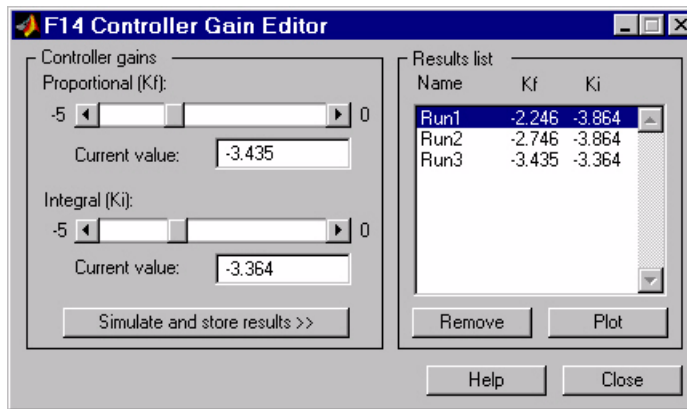 F14 Controller Gain Editor
Controller gains
Proportional (Kf):
-5 0
Current value: -3.435
Integral (Ki):
-5 0
Current value: -3.364
Simulate and store results >>
Results list
Name Kf Ki
Run1 -2.246 -3.864
Run2 -2.746 -3.864
Run3 -3.435 -3.364
Remove Plot
Help Close